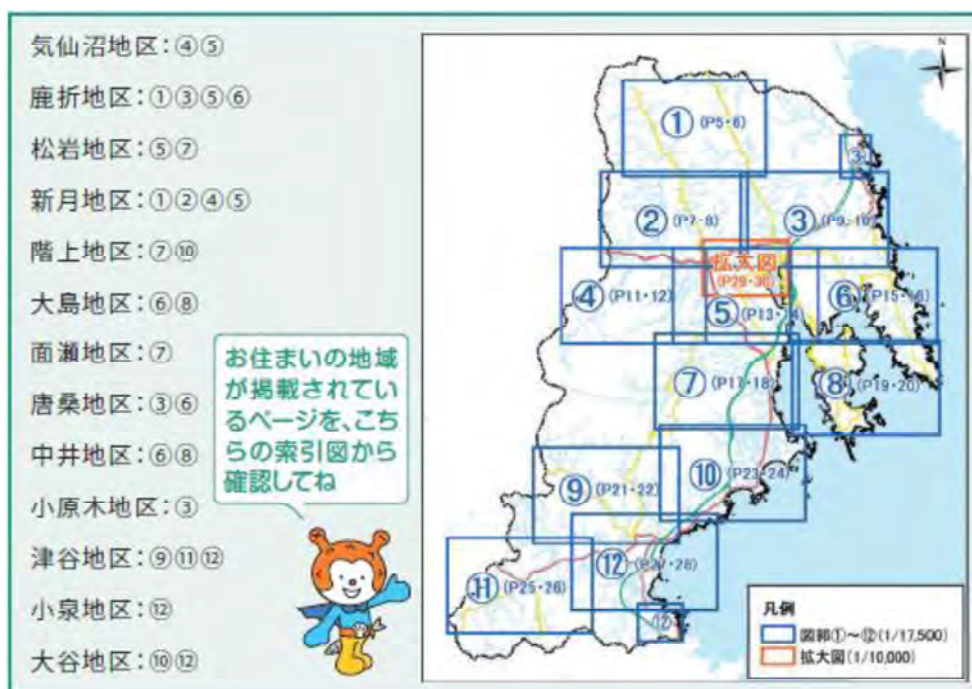 気仙沼地区：④⑤
鹿折地区：①③⑤⑥
松岩地区：⑤⑦
新月地区：①②④⑤
階上地区：⑦⑩
大島地区：⑥⑧
面瀬地区：⑦
唐桑地区：③⑥
中井地区：⑥⑧
小原木地区：③
津谷地区：⑨⑪⑫
小泉地区：⑫
大谷地区：⑩⑫
お住まいの地域
が掲載されてい
るページを、こち
らの索引図から
確認してね
N
①(P5・6)
③
②(P7・8)
③(P9・10)
拡大図
(P29・30)
④(P11・12)
⑤(P13・14)
⑥(P15・16)
⑦(P17・18)
⑧(P19・20)
⑩(P23・24)
⑨(P21・22)
⑫(P27・28)
⑪(P25・26)
⑫
凡例
図郭①～⑫(1/17,500)
拡大図(1/10,000)